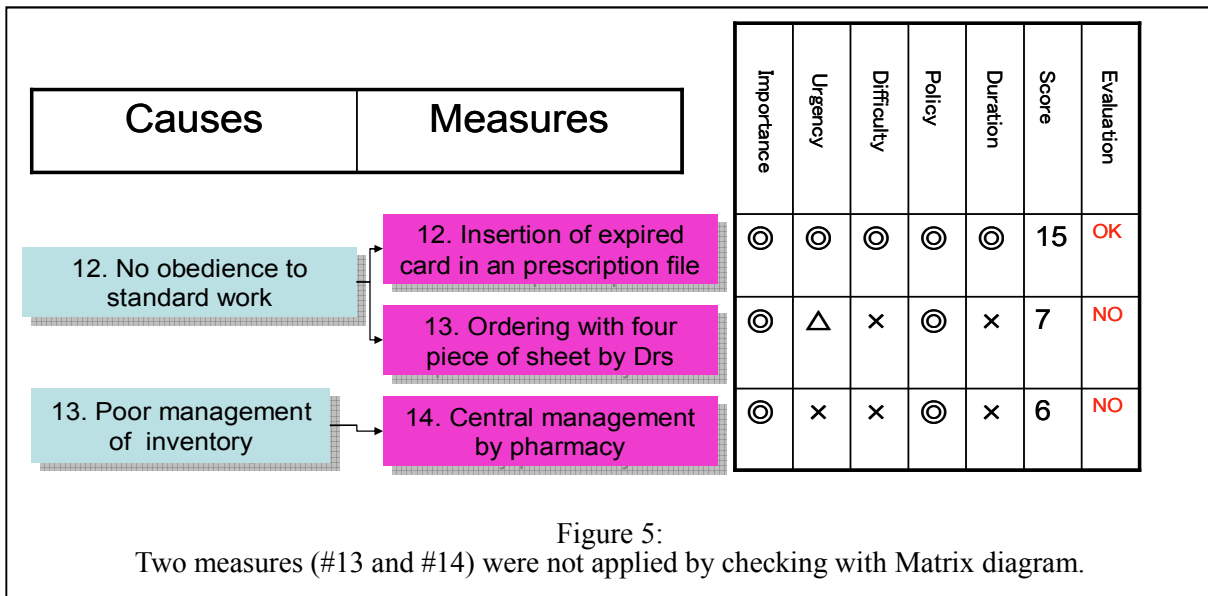 Causes Measures
Importance
Urgency
Difficulty
Policy
Duration
Score
Evaluation
12. No obedience to
standard work
12. Insertion of expired
card in an prescription file
◎ ◎ ◎ ◎ ◎ 15 OK
13. Ordering with four
piece of sheet by Drs
◎ △ × ◎ × 7 NO
13. Poor management
of inventory
14. Central management
by pharmacy
◎ × × ◎ × 6 NO
Figure 5:
Two measures (#13 and #14) were not applied by checking with Matrix diagram.